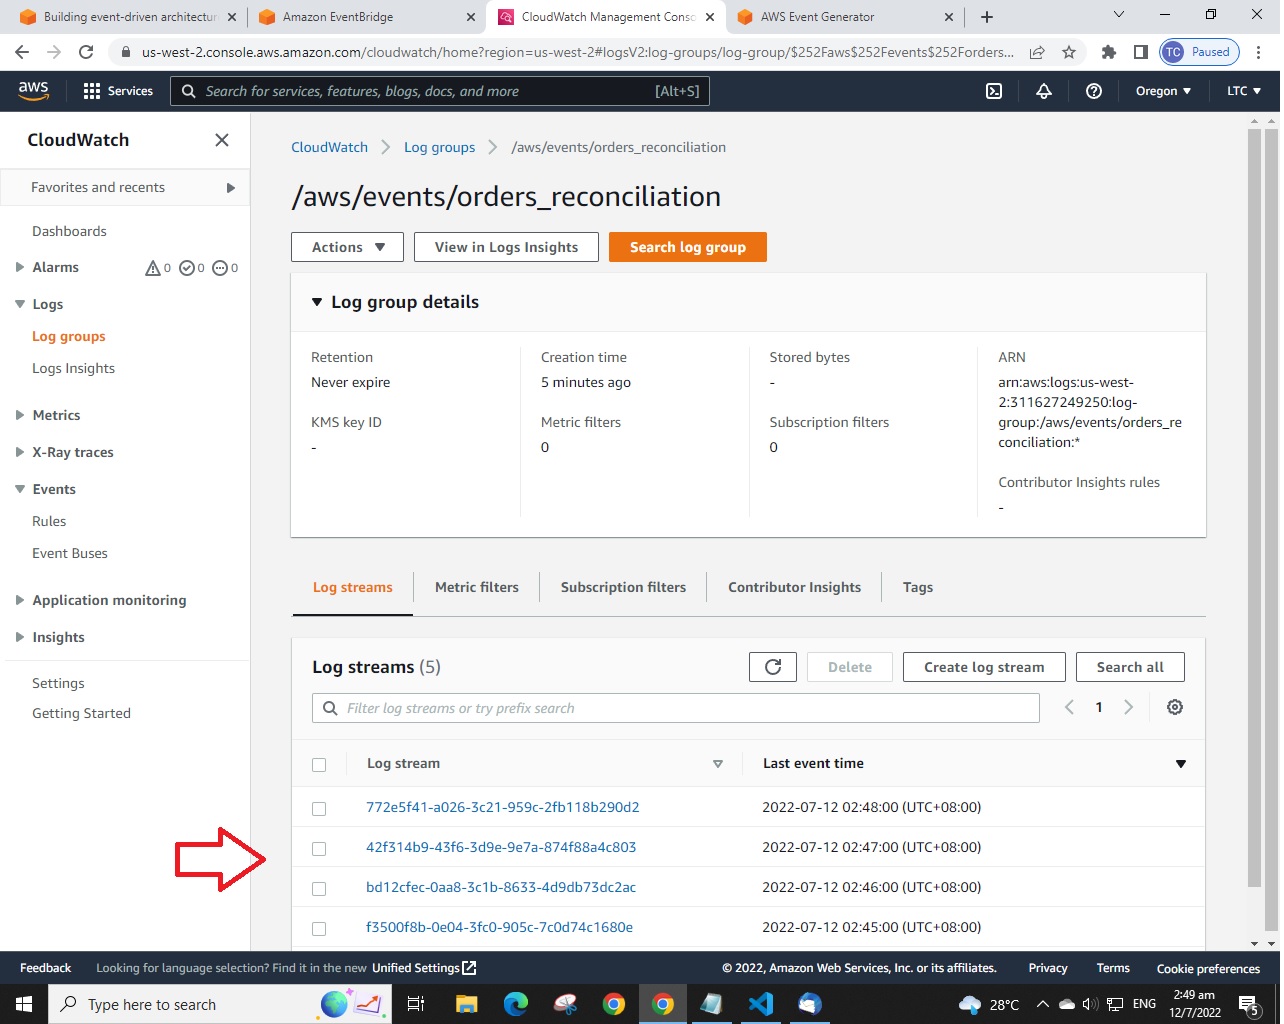 Building event-driven architectur
Amazon EventBridge
CloudWatch Management Conso
AWS Event Generator
us-west-2.console.aws.amazon.com/cloudwatch/home?region=us-west-2#logsV2:log-groups/log-group/$252Faws$252Fevents$252Forders...
TC Paused
aws
Services
Search for services, features, blogs, docs, and more [Alt+S]
Oregon
LTC
CloudWatch
Favorites and recents
Dashboards
Alarms 0 0 0
Logs
Log groups
Logs Insights
Metrics
X-Ray traces
Events
Rules
Event Buses
Application monitoring
Insights
Settings
Getting Started
CloudWatch > Log groups > /aws/events/orders_reconciliation
/aws/events/orders_reconciliation
Actions View in Logs Insights Search log group
Log group details
Retention
Never expire
KMS key ID
-
Creation time
5 minutes ago
Metric filters
0
Stored bytes
-
Subscription filters
0
ARN
arn:aws:logs:us-west-
2:311627249250:log-
group:/aws/events/orders_re
conciliation:*
Contributor Insights rules
-
Log streams Metric filters Subscription filters Contributor Insights Tags
Log streams (5)
Delete Create log stream Search all
Filter log streams or try prefix search
1
Log stream Last event time
772e5f41-a026-3c21-959c-2fb118b290d2 2022-07-12 02:48:00 (UTC+08:00)
42f314b9-43f6-3d9e-9e7a-874f88a4c803 2022-07-12 02:47:00 (UTC+08:00)
bd12cfec-0aa8-3c1b-8633-4d9db73dc2ac 2022-07-12 02:46:00 (UTC+08:00)
f3500f8b-0e04-3fc0-905c-7c0d74c1680e 2022-07-12 02:45:00 (UTC+08:00)
Feedback Looking for language selection? Find it in the new Unified Settings
© 2022, Amazon Web Services, Inc. or its affiliates. Privacy Terms Cookie preferences
Type here to search
28°C
ENG
2:49 am
12/7/2022
5